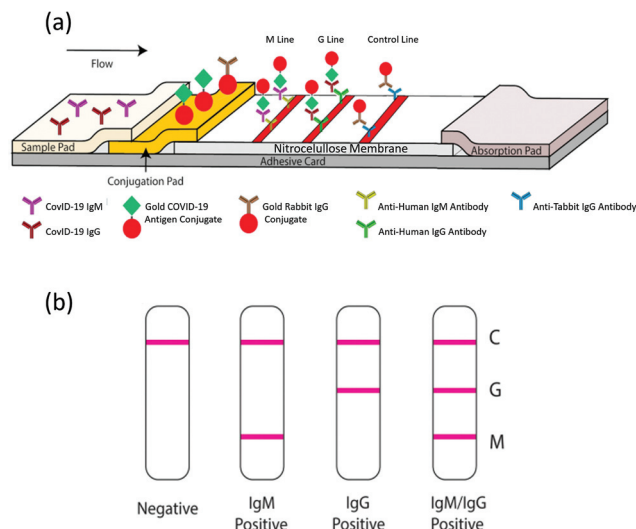 (a)
M Line G Line Control Line
Flow
Sample Pad
Nitrocelullose Membrane
Absorption Pad
Adhesive Card
Conjugation Pad
CovID-19 IgM
Gold COVID-19
Antigen Conjugate
Gold Rabbit IgG
Conjugate
Anti-Human IgM Antibody
Anti-Tabbit IgG Antibody
CovID-19 IgG
Anti-Human IgG Antibody
(b)
C
G
M
Negative
IgM
Positive
IgG
Positive
IgM/IgG
Positive